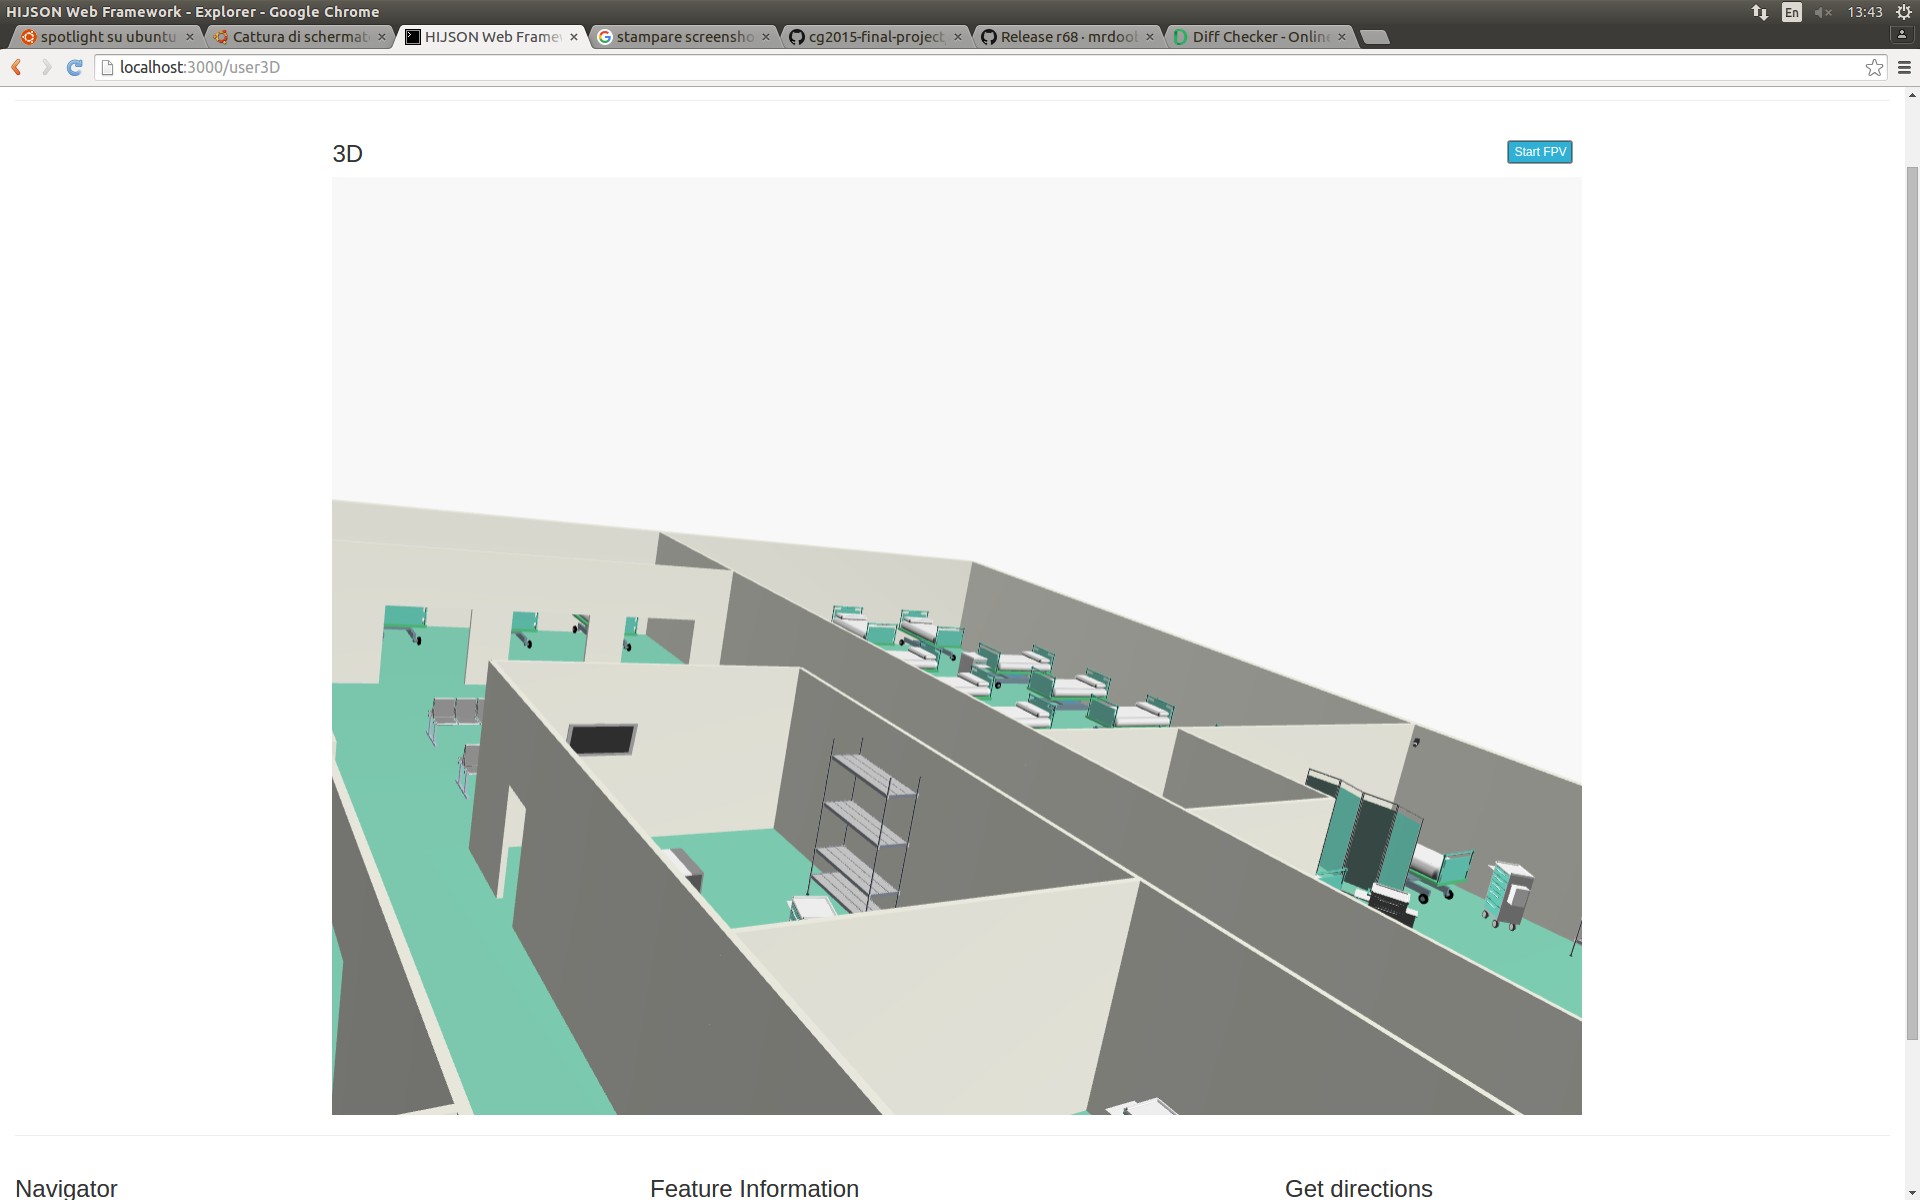 HIJSON Web Framework - Explorer - Google Chrome
En
13:43
spotlight su ubuntu
Cattura di schermat
HIJSON Web Frame
stampare screensho
cg2015-final-project
Release r68 · mrdoob
Diff Checker - Online
localhost:3000/user3D
3D
Start FPV
Navigator
Feature Information
Get directions